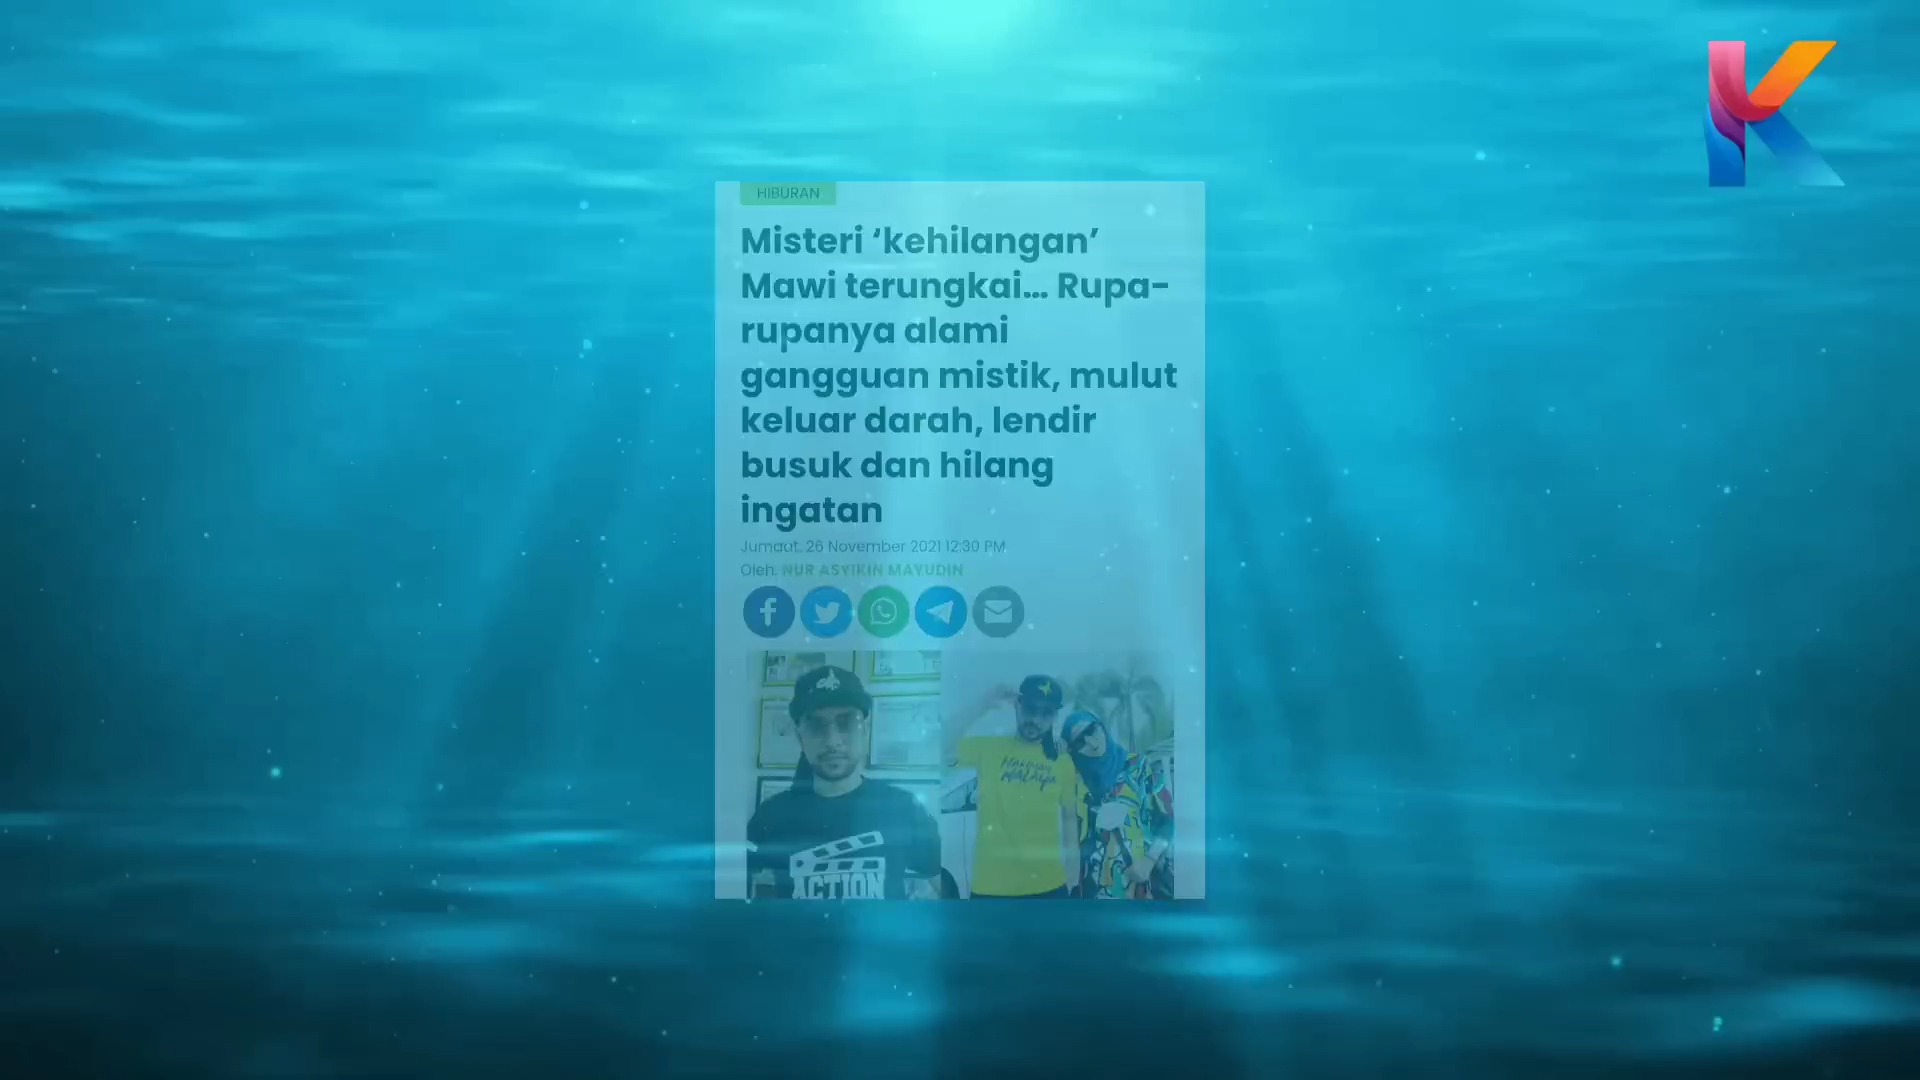 HIBURAN
Misteri ‘kehilangan’
Mawi terungkai... Rupa-
rupanya alami
gangguan mistik, mulut
keluar darah, lendir
busuk dan hilang
ingatan
Jumaat, 26 November 2021 12:30 PM
Oleh: NUR ASYIKIN MAYUDIN
MALAYA
ACTION